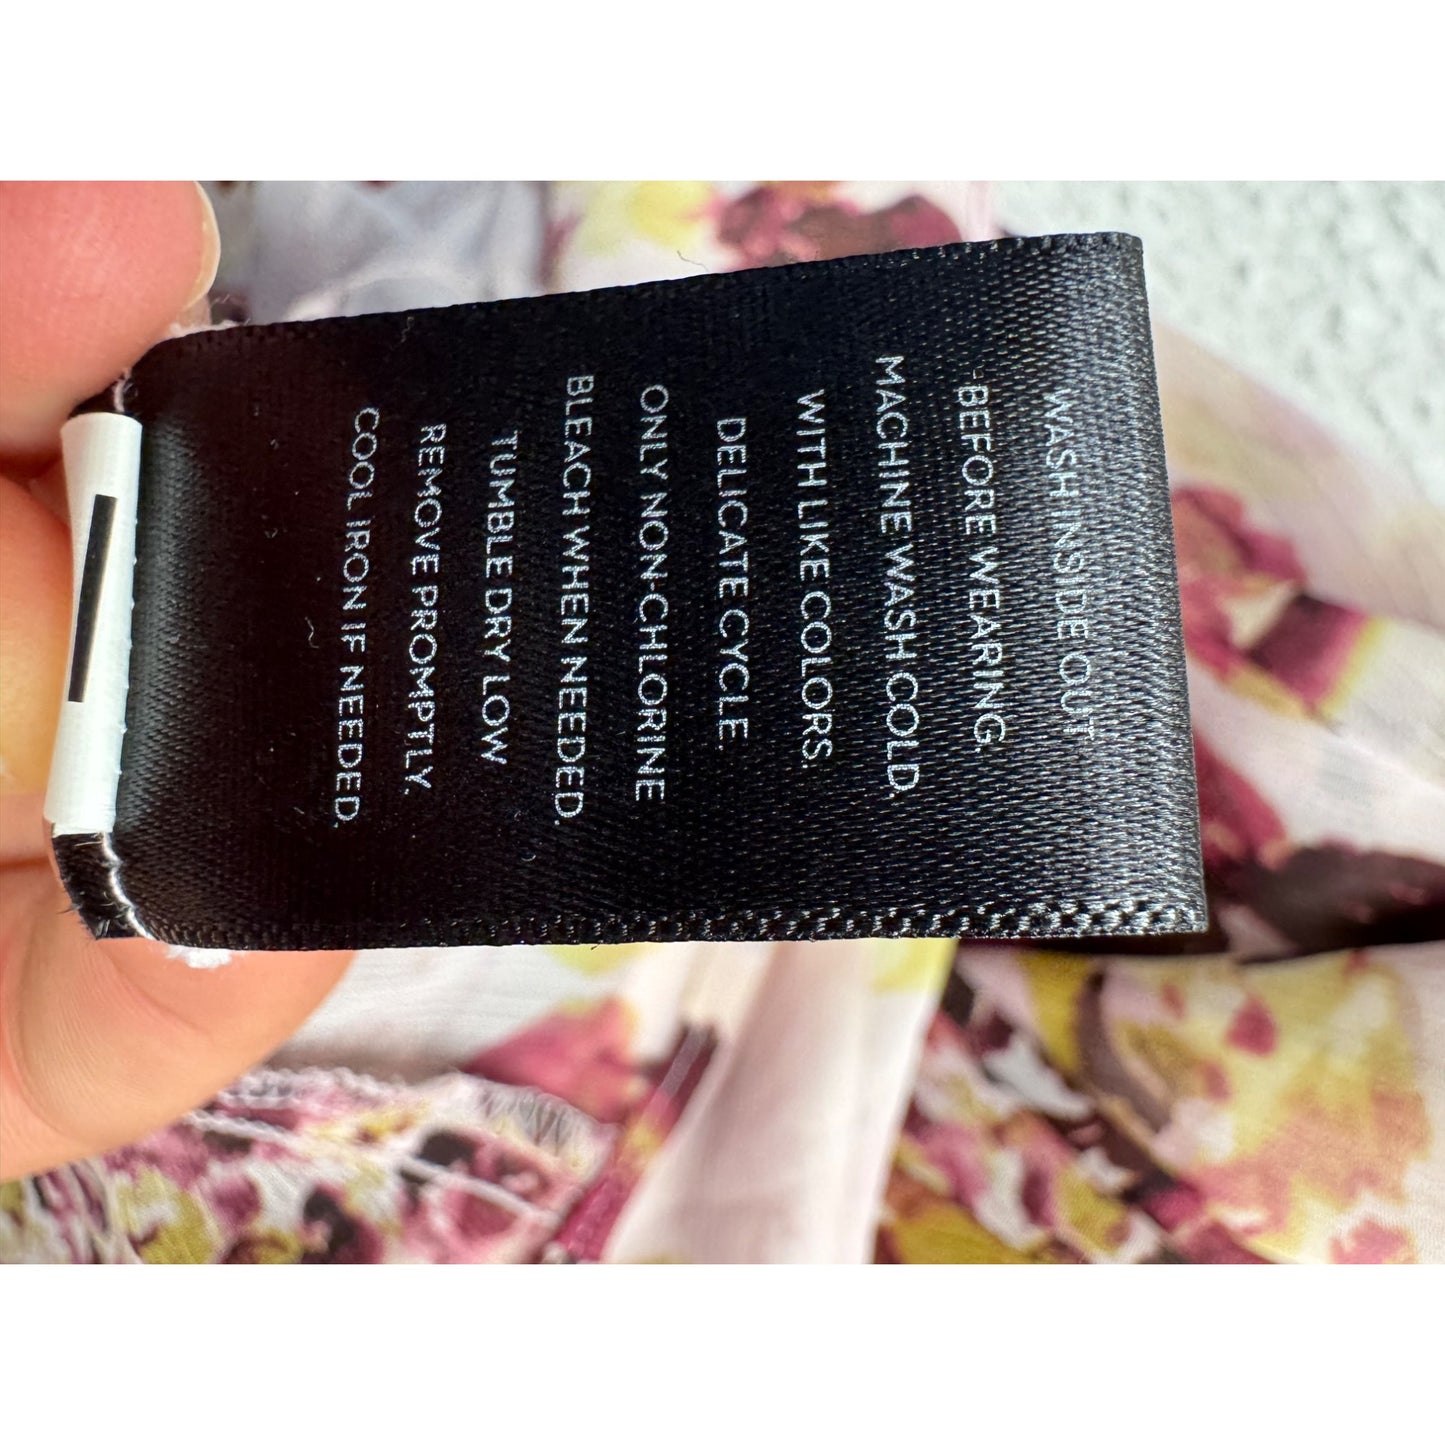 WASH INSIDE OUT
BEFORE WEARING.
MACHINE WASH COLD.
WITH LIKE COLORS.
DELICATE CYCLE.
ONLY NON-CHLORINE
BLEACH WHEN NEEDED.
TUMBLE DRY LOW
REMOVE PROMPTLY.
COOL IRON IF NEEDED.